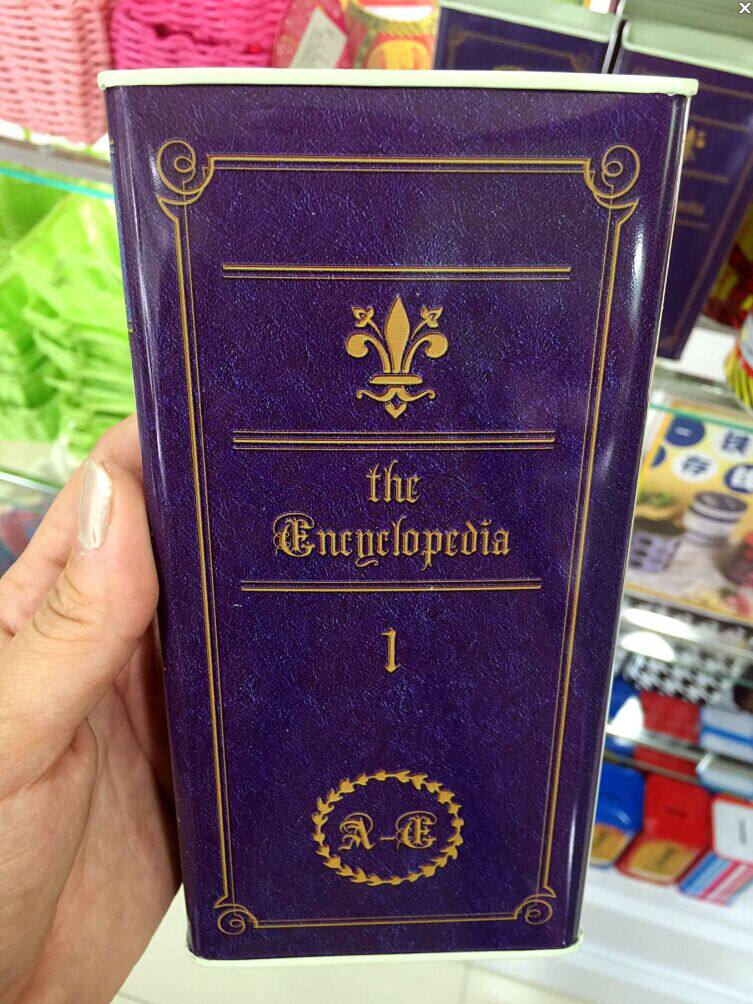 the
Encyclopedia
1
A-E